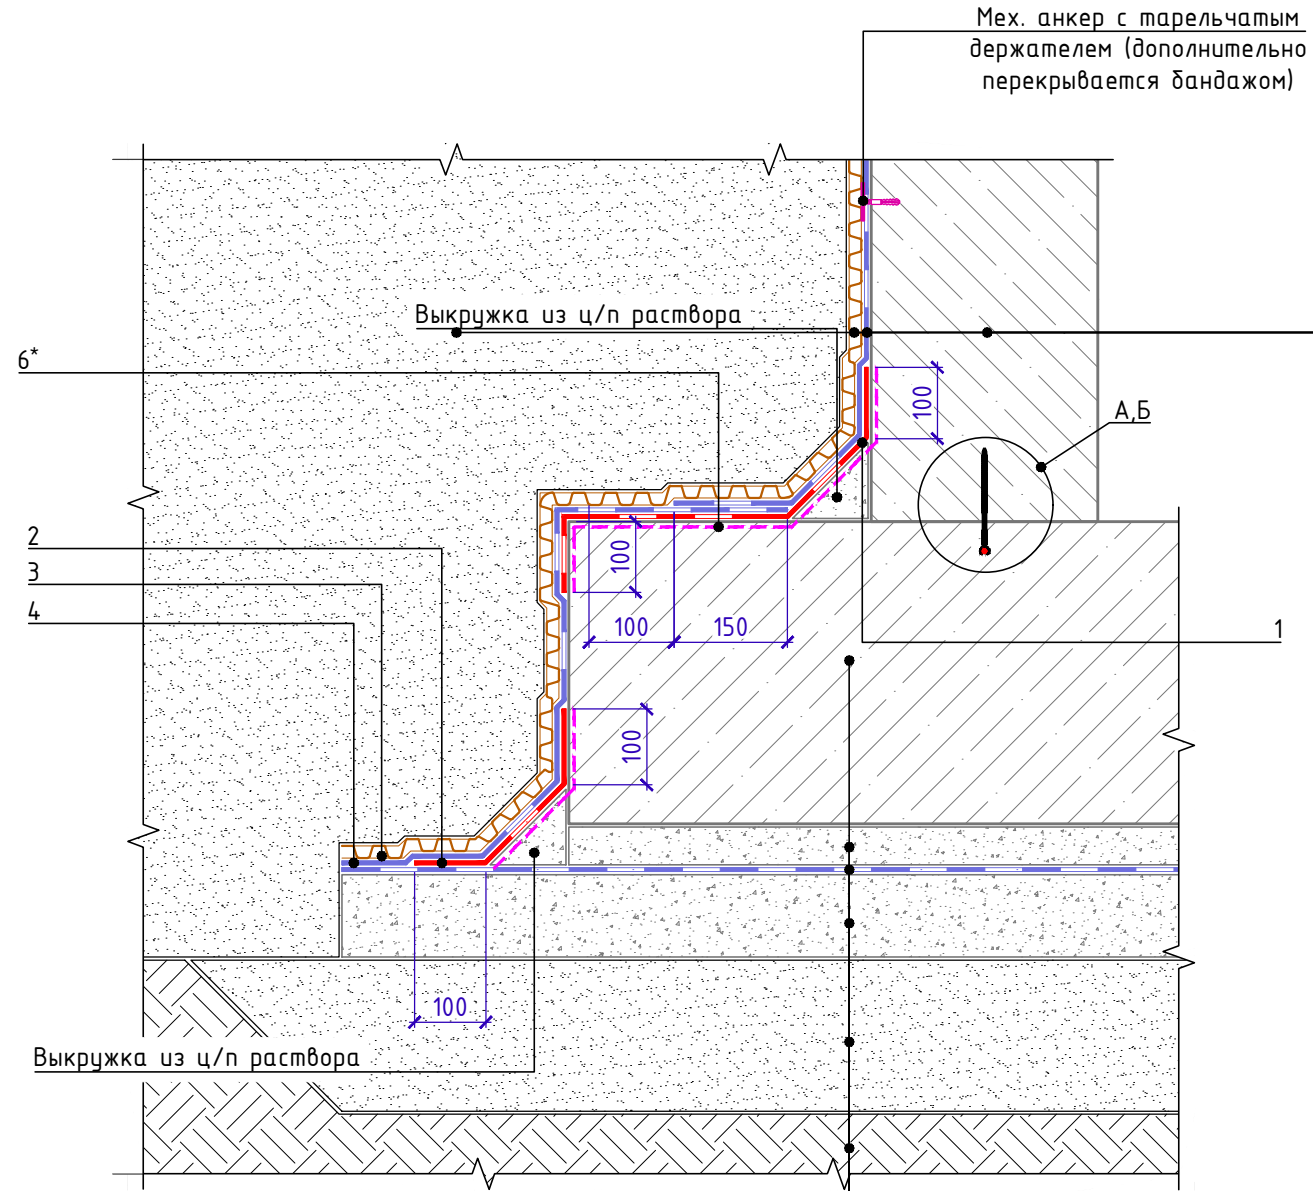 Мех. анкер с тарельчатым
держателем (дополнительно
перекрывается бандажом)
Выкружка из ц/п раствора
6*
100
А,Б
2
3
4
100
100
150
1
100
100
Выкружка из ц/п раствора